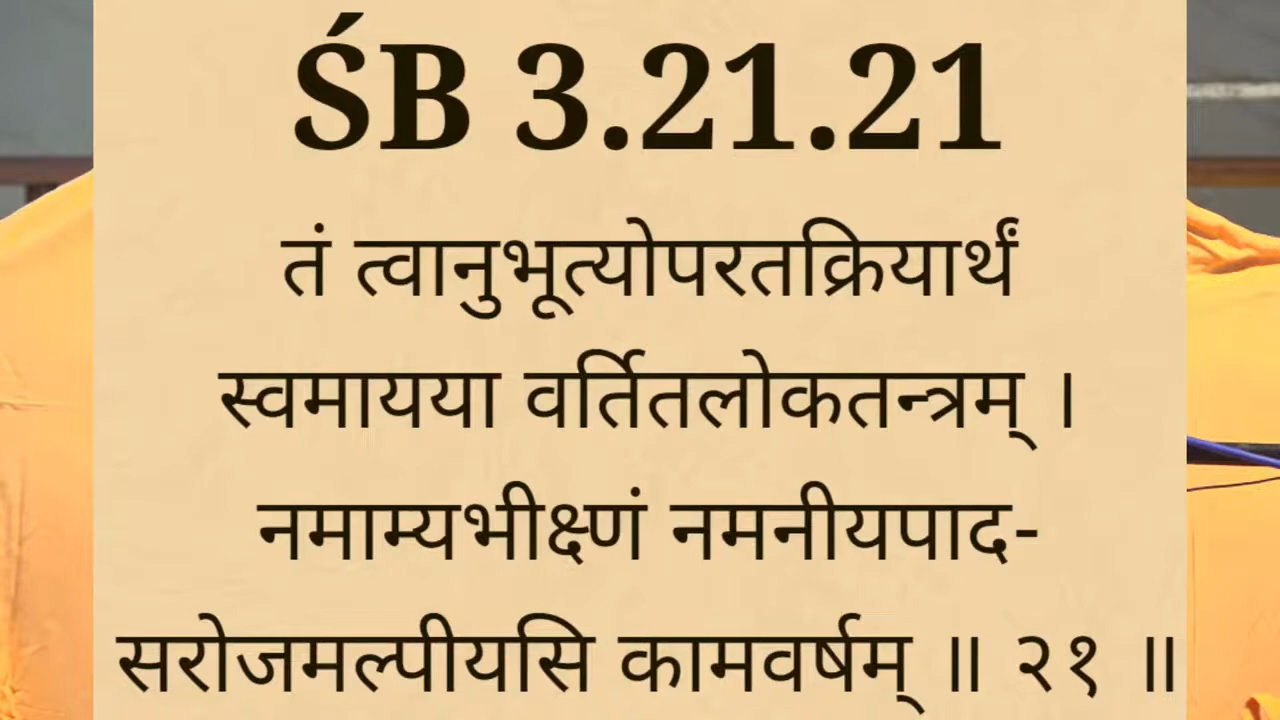 ŚB 3.21.21
तं त्वानुभूत्योपरतक्रियार्थं
स्वमायया वर्तितलोकतन्त्रम् ।
नमाम्यभीक्ष्णं नमनीयपाद-
सरोजमल्पीयसि कामवर्षम् ॥ २१ ॥